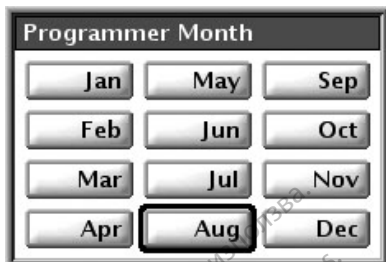 Programmer Month
Jan May Sep
Feb Jun Oct
Mar Jul Nov
Apr Aug Dec